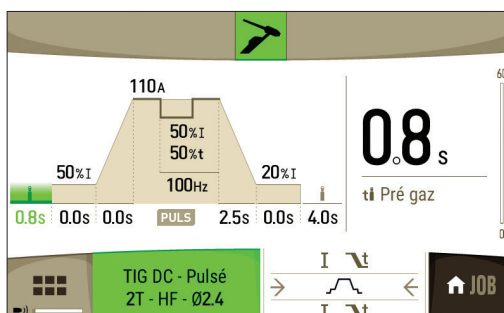 110A
50%I
50%t
100Hz
50%I
20%I
0.8s 0.0s 0.0s PULS 2.5s 0.0s 4.0s
0.8 s
t Pré gaz
TIG DC - Pulsé
2T - HF - Ø2.4
I t
I t
JOB